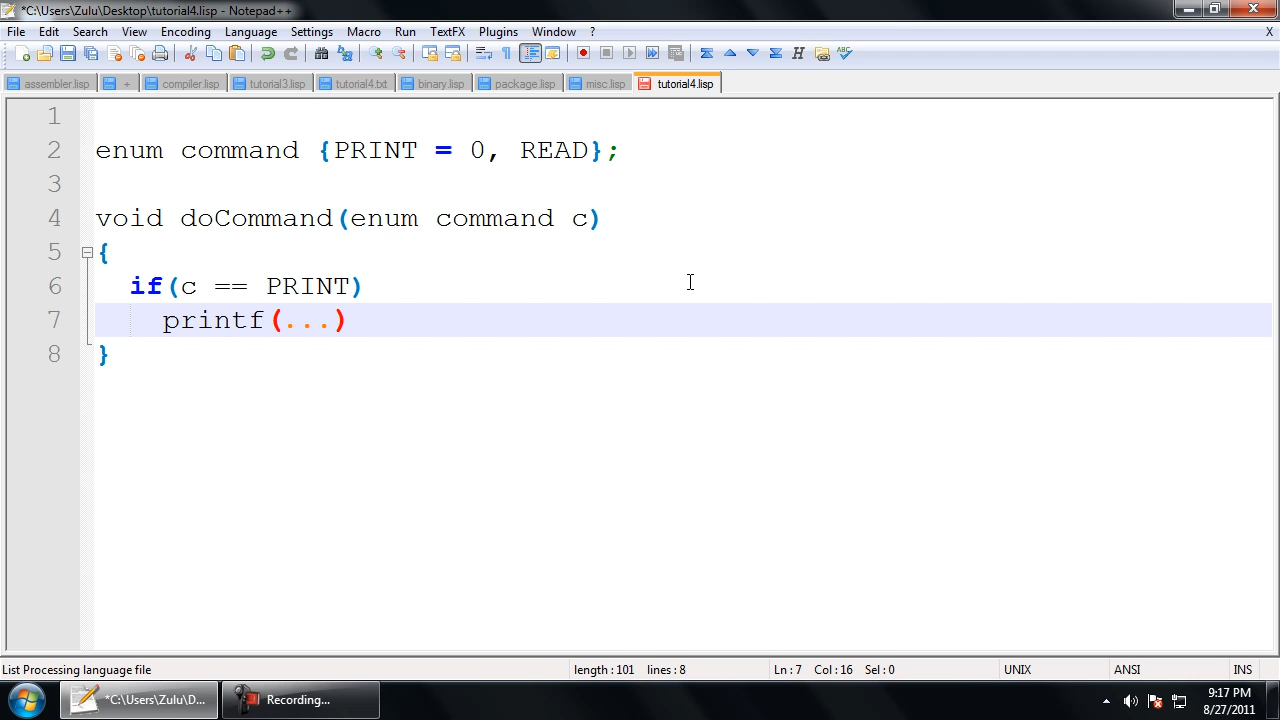 *C:\Users\Zulu\Desktop\tutorial4.lisp - Notepad++
File Edit Search View Encoding Language Settings Macro Run TextFX Plugins Window ? X
assembler.lisp + compiler.lisp tutorial3.lisp tutorial4.txt binary.lisp package.lisp misc.lisp tutorial4.lisp
1
2 enum command {PRINT = 0, READ};
3
4 void doCommand(enum command c)
5 {
6 if(c == PRINT)
7 printf(...)
8 }
List Processing language file length : 101 lines : 8 Ln : 7 Col : 16 Sel : 0 UNIX ANSI INS
*C:\Users\Zulu\D... Recording... 9:17 PM
8/27/2011